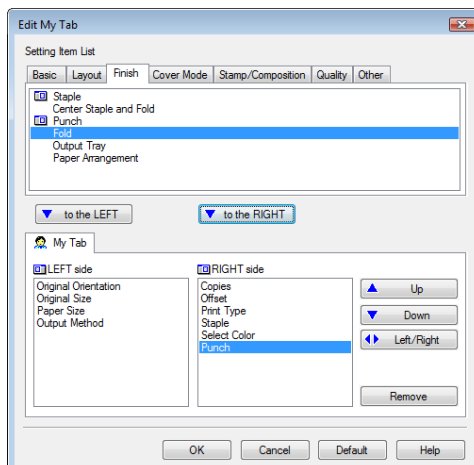 Edit My Tab
Setting Item List
Basic Layout Finish Cover Mode Stamp/Composition Quality Other
Staple
Center Staple and Fold
Punch
Fold
Output Tray
Paper Arrangement
to the LEFT to the RIGHT
My Tab
LEFT side
Original Orientation
Original Size
Paper Size
Output Method
RIGHT side
Copies
Offset
Print Type
Staple
Select Color
Punch
Up
Down
Left/Right
Remove
OK Cancel Default Help